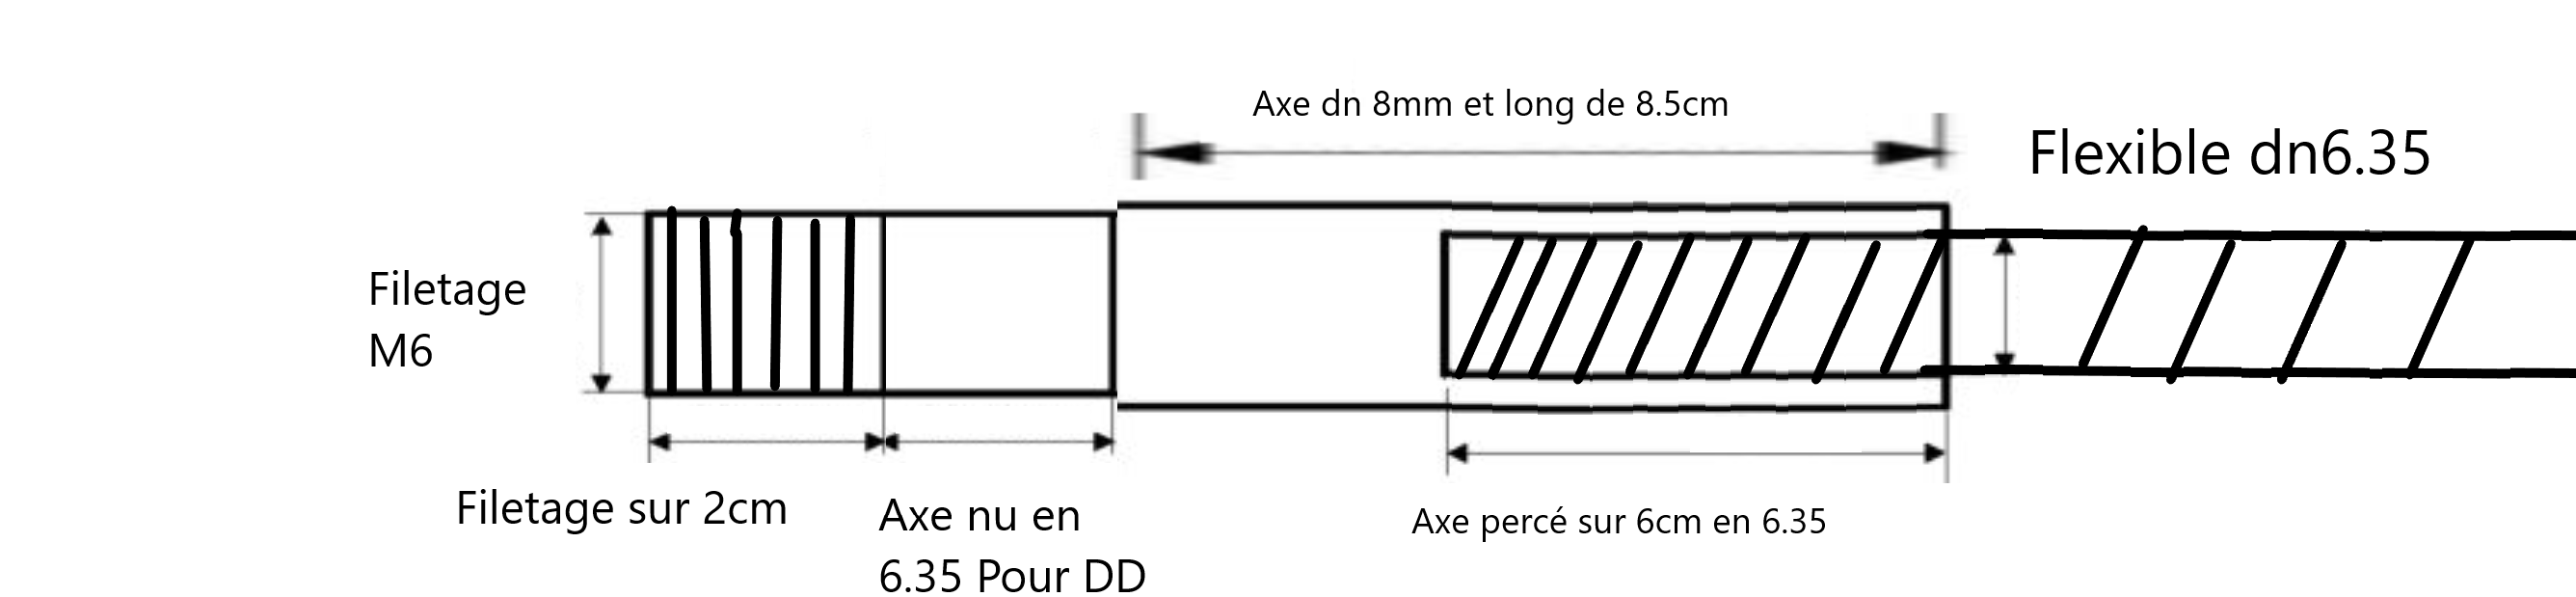 Axe dn 8mm et long de 8.5cm
Flexible dn6.35
Filetage
M6
Filetage sur 2cm
Axe nu en
6.35 Pour DD
Axe percé sur 6cm en 6.35